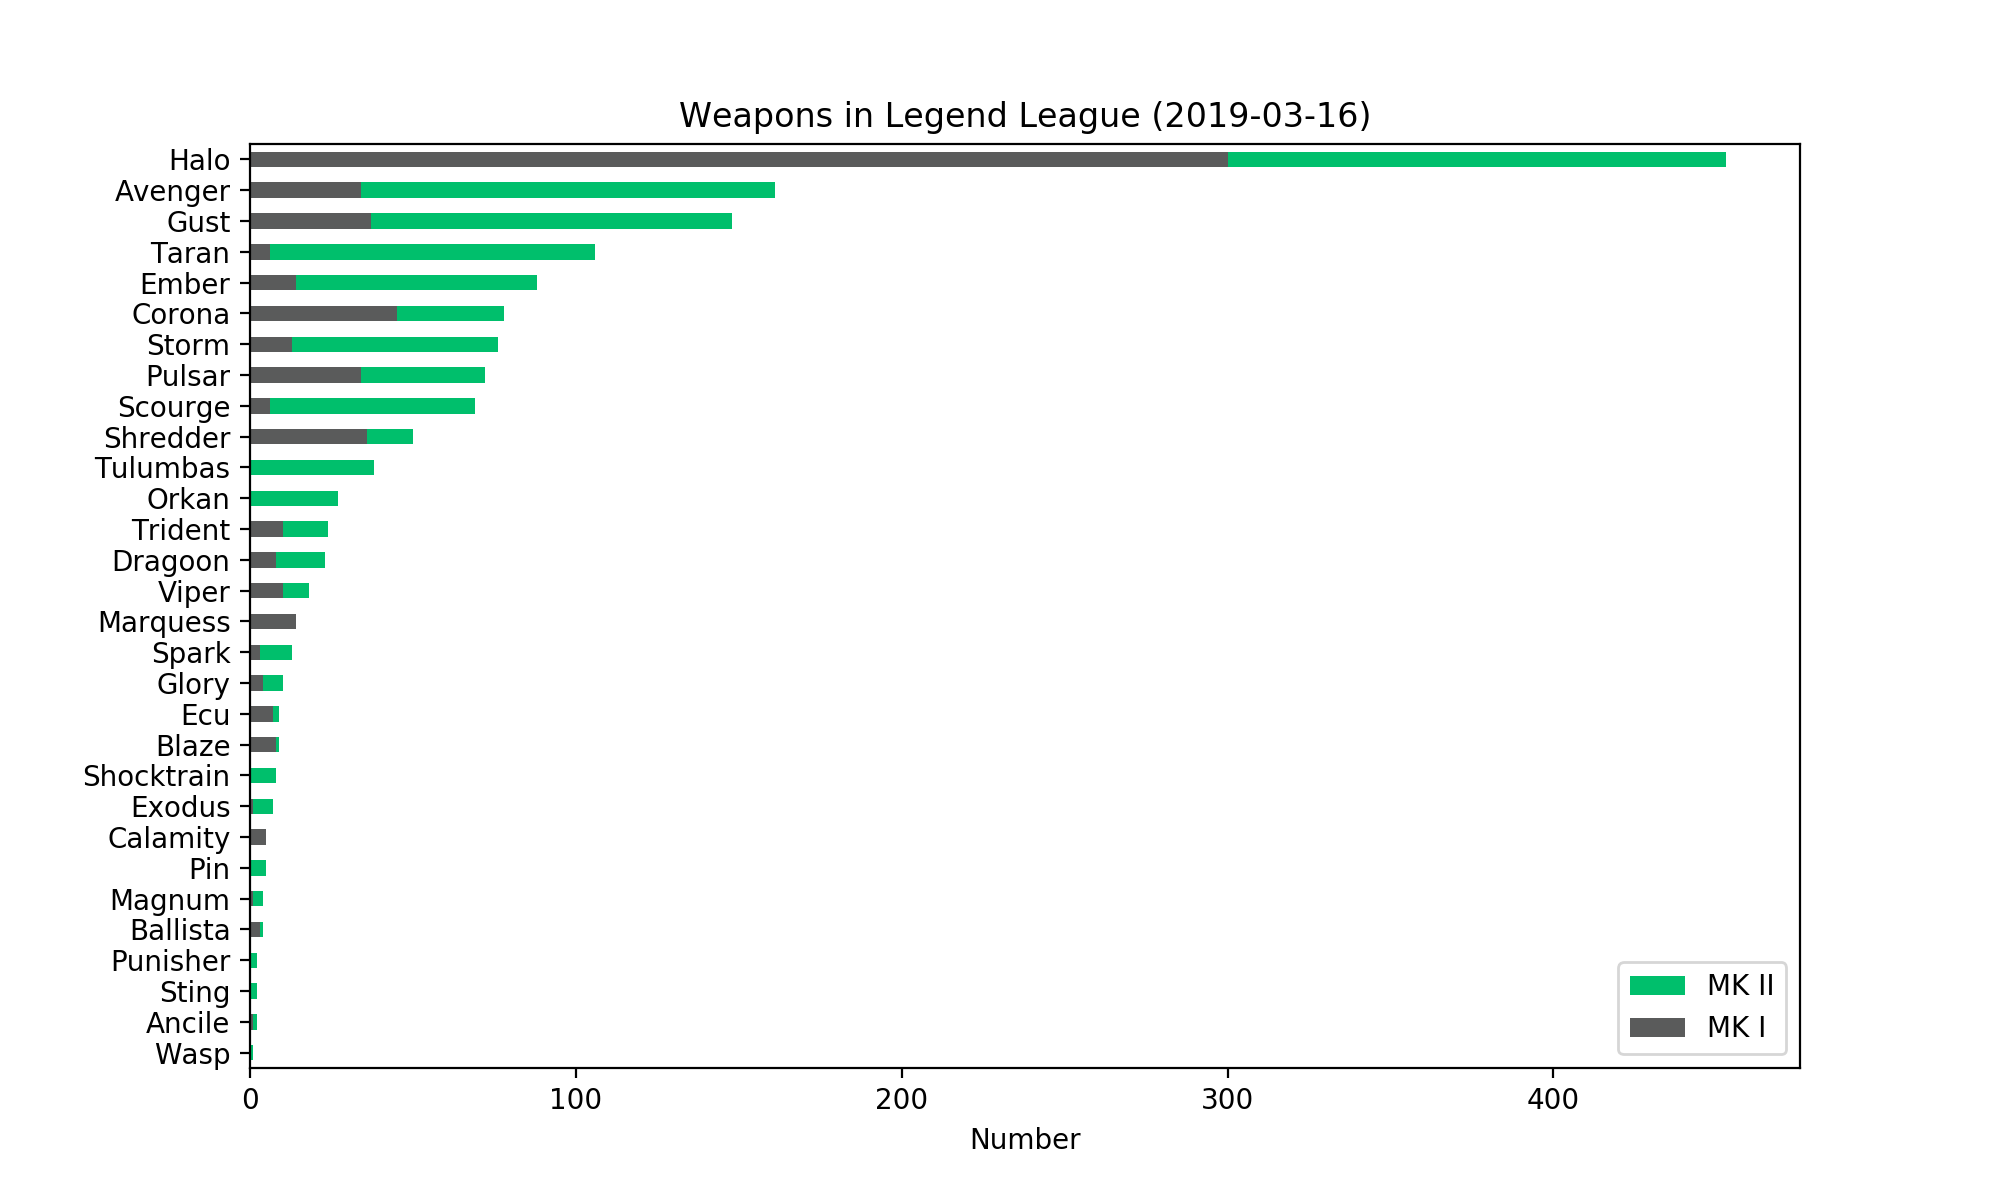 Weapons in Legend League (2019-03-16)
Halo
Avenger
Gust
Taran
Ember
Corona
Storm
Pulsar
Scourge
Shredder
Tulumbas
Orkan
Trident
Dragoon
Viper
Marquess
Spark
Glory
Ecu
Blaze
Shocktrain
Exodus
Calamity
Pin
Magnum
Ballista
Punisher
Sting
Ancile
Wasp
MK II
MK I
0 100 200 300 400
Number